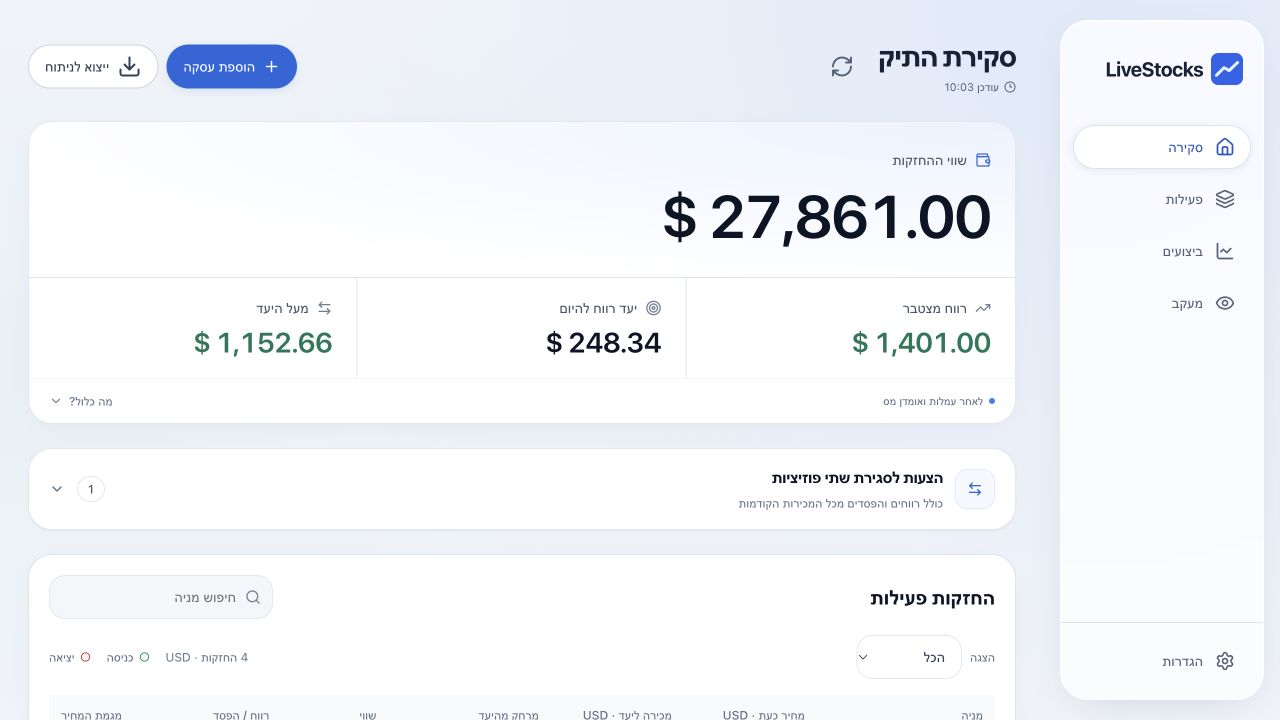 LiveStocks
סקירה
פעילות
ביצועים
מעקב
הגדרות
סקירת התיק
עודכן 10:03
הוספת עסקה
ייצוא לניתוח
שווי ההחזקות
$ 27,861.00
רווח מצטבר
$ 1,401.00
יעד רווח להיום
$ 248.34
מעל היעד
$ 1,152.66
לאחר עמלות ואומדן מס
מה כלול?
הצעות לסגירת שתי פוזיציות
כולל רווחים והפסדים מכל המכירות הקודמות
1
החזקות פעילות
חיפוש מניה
הצגה
הכל
4 החזקות · USD
כניסה
יציאה
מניה
מחיר כעת · USD
מכירה ליעד · USD
מרחק מהיעד
שווי
רווח / הפסד
מגמת המחיר